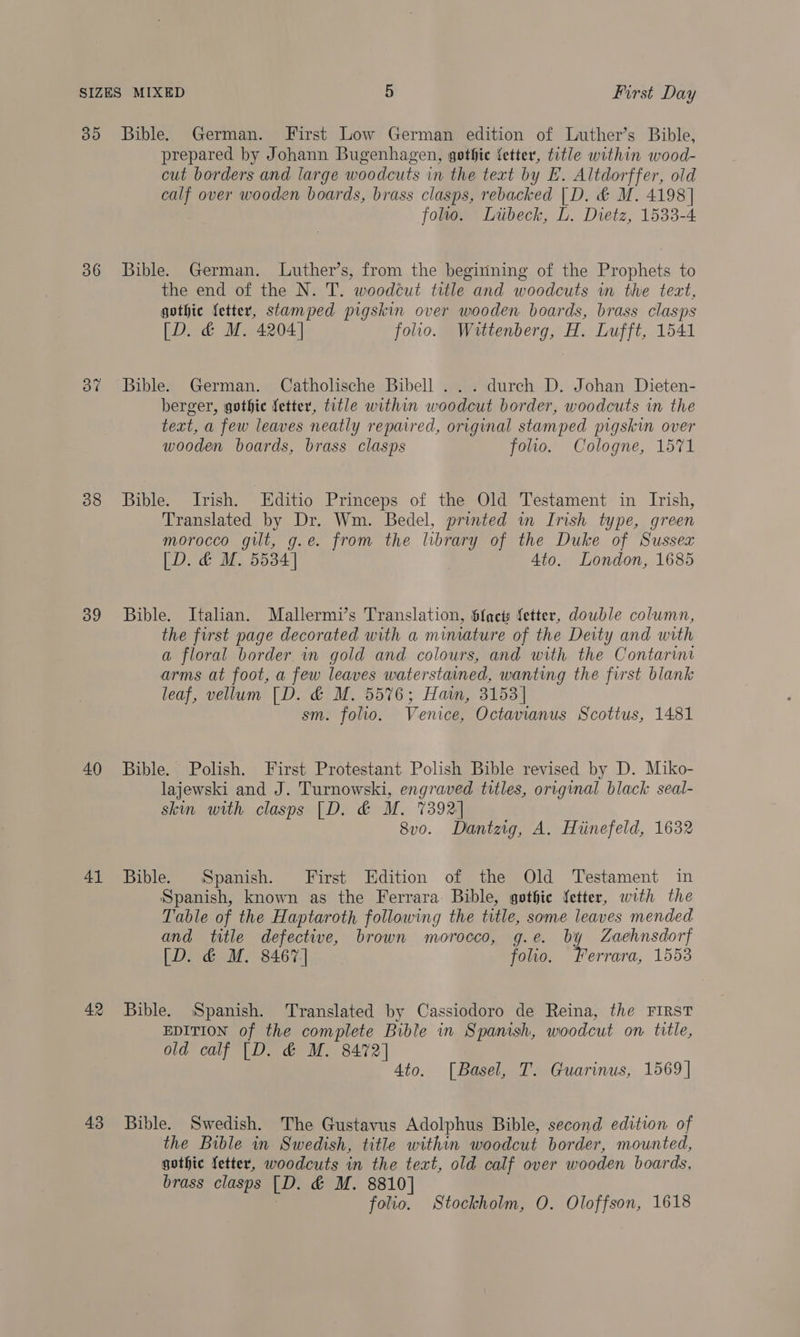 SIZES MIXED 5 First Day
35 Bible. German. First Low German edition of Luther's Bible,
prepared by Johann Bugenhagen, gothic letter, title within wood-
cut borders and large woodcuts in the text by E. Altdorffer, old
calf over wooden boards, brass clasps, rebacked [D. & M. 4198]
folio. Lübeck, L. Dietz, 1533-4
36 Bible. German. Luther's, from the beginning of the Prophets to
the end of the N. T. woodcut title and woodcuts in the text,
gothic letter, stamped pigskin over wooden boards, brass clasps
[D. & M. 4204] folio. Wittenberg, H. Lufft, 1541
37 Bible. German. Catholische Bibell . . . durch D. Johan Dieten-
berger, gothic letter, title within woodcut border, woodcuts in the
text, a few leaves neatly repaired, original stamped pigskin over
wooden boards, brass clasps folio. Cologne, 1571
38 Bible. Irish. Editio Princeps of the Old Testament in Irish,
Translated by Dr. Wm. Bedel, printed in Irish type, green
morocco gilt, g.e. from the library of the Duke of Sussex
[D. & M. 5534] 4to. London, 1685
39 Bible. Italian. Mallermi's Translation, black letter, double column,
the first page decorated with a miniature of the Deity and with
a floral border in gold and colours, and with the Contarini
arms at foot, a few leaves waterstained, wanting the first blank
leaf, vellum [D. & M. 5576; Hain, 3153]
sm. folio. Venice, Octavianus Scottus, 1481
40 Bible. Polish. First Protestant Polish Bible revised by D. Miko-
lajewski and J. Turnowski, engraved titles, original black seal-
skin with clasps [D. & M. 7392]
8vo. Dantzig, A. Hünefeld, 1632
41 Bible. Spanish. First Edition of the Old Testament in
Spanish, known as the Ferrara Bible, gothic letter, with the
Table of the Haptaroth following the title, some leaves mended
and title defective, brown morocco, g.e. by Zaehnsdorf
[D. & M. 8467] folio. Ferrara, 1553
42 Bible. Spanish. Translated by Cassiodoro de Reina, the FIRST
EDITION of the complete Bible in Spanish, woodcut on title,
old calf [D. & M. 8472]
4to. [Basel, T. Guarinus, 1569]
43 Bible. Swedish. The Gustavus Adolphus Bible, second edition of
the Bible in Swedish, title within woodcut border, mounted,
gothic letter, woodcuts in the text, old calf over wooden boards,
brass clasps [D. & M. 8810]
folio. Stockholm, O. Oloffson, 1618